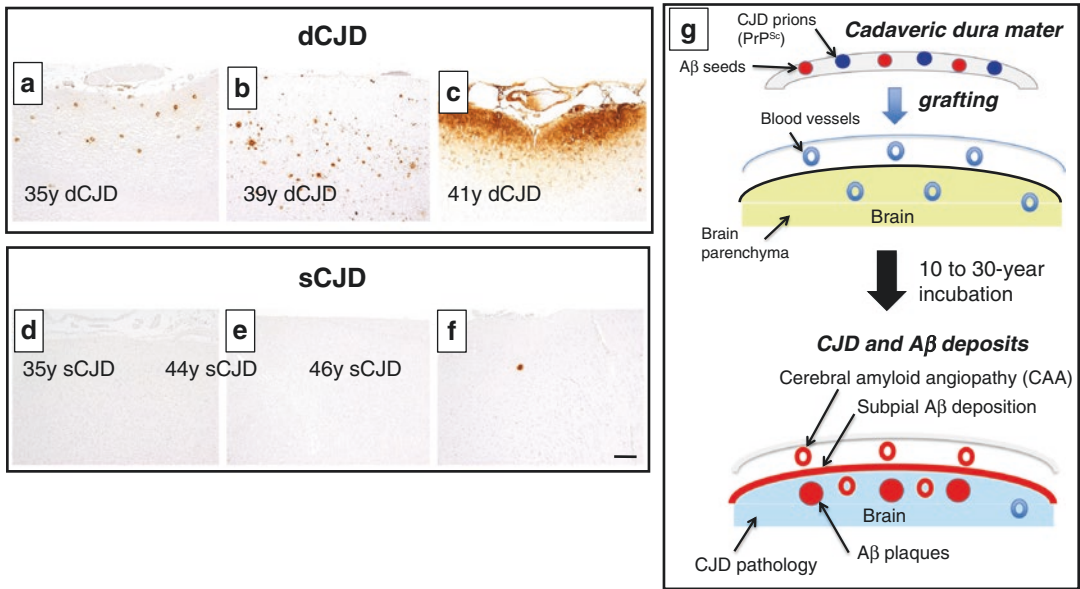 dCJD
a
b
c
35y dCJD
39y dCJD
41y dCJD
sCJD
d
e
f
35y sCJD
44y sCJD
46y sCJD
g
CJD prions
(PrPSc)
Cadaveric dura mater
Aβ seeds
grafting
Blood vessels
Brain
Brain
parenchyma
10 to 30-year
incubation
CJD and Aβ deposits
Cerebral amyloid angiopathy (CAA)
Subpial Aβ deposition
Brain
Aβ plaques
CJD pathology